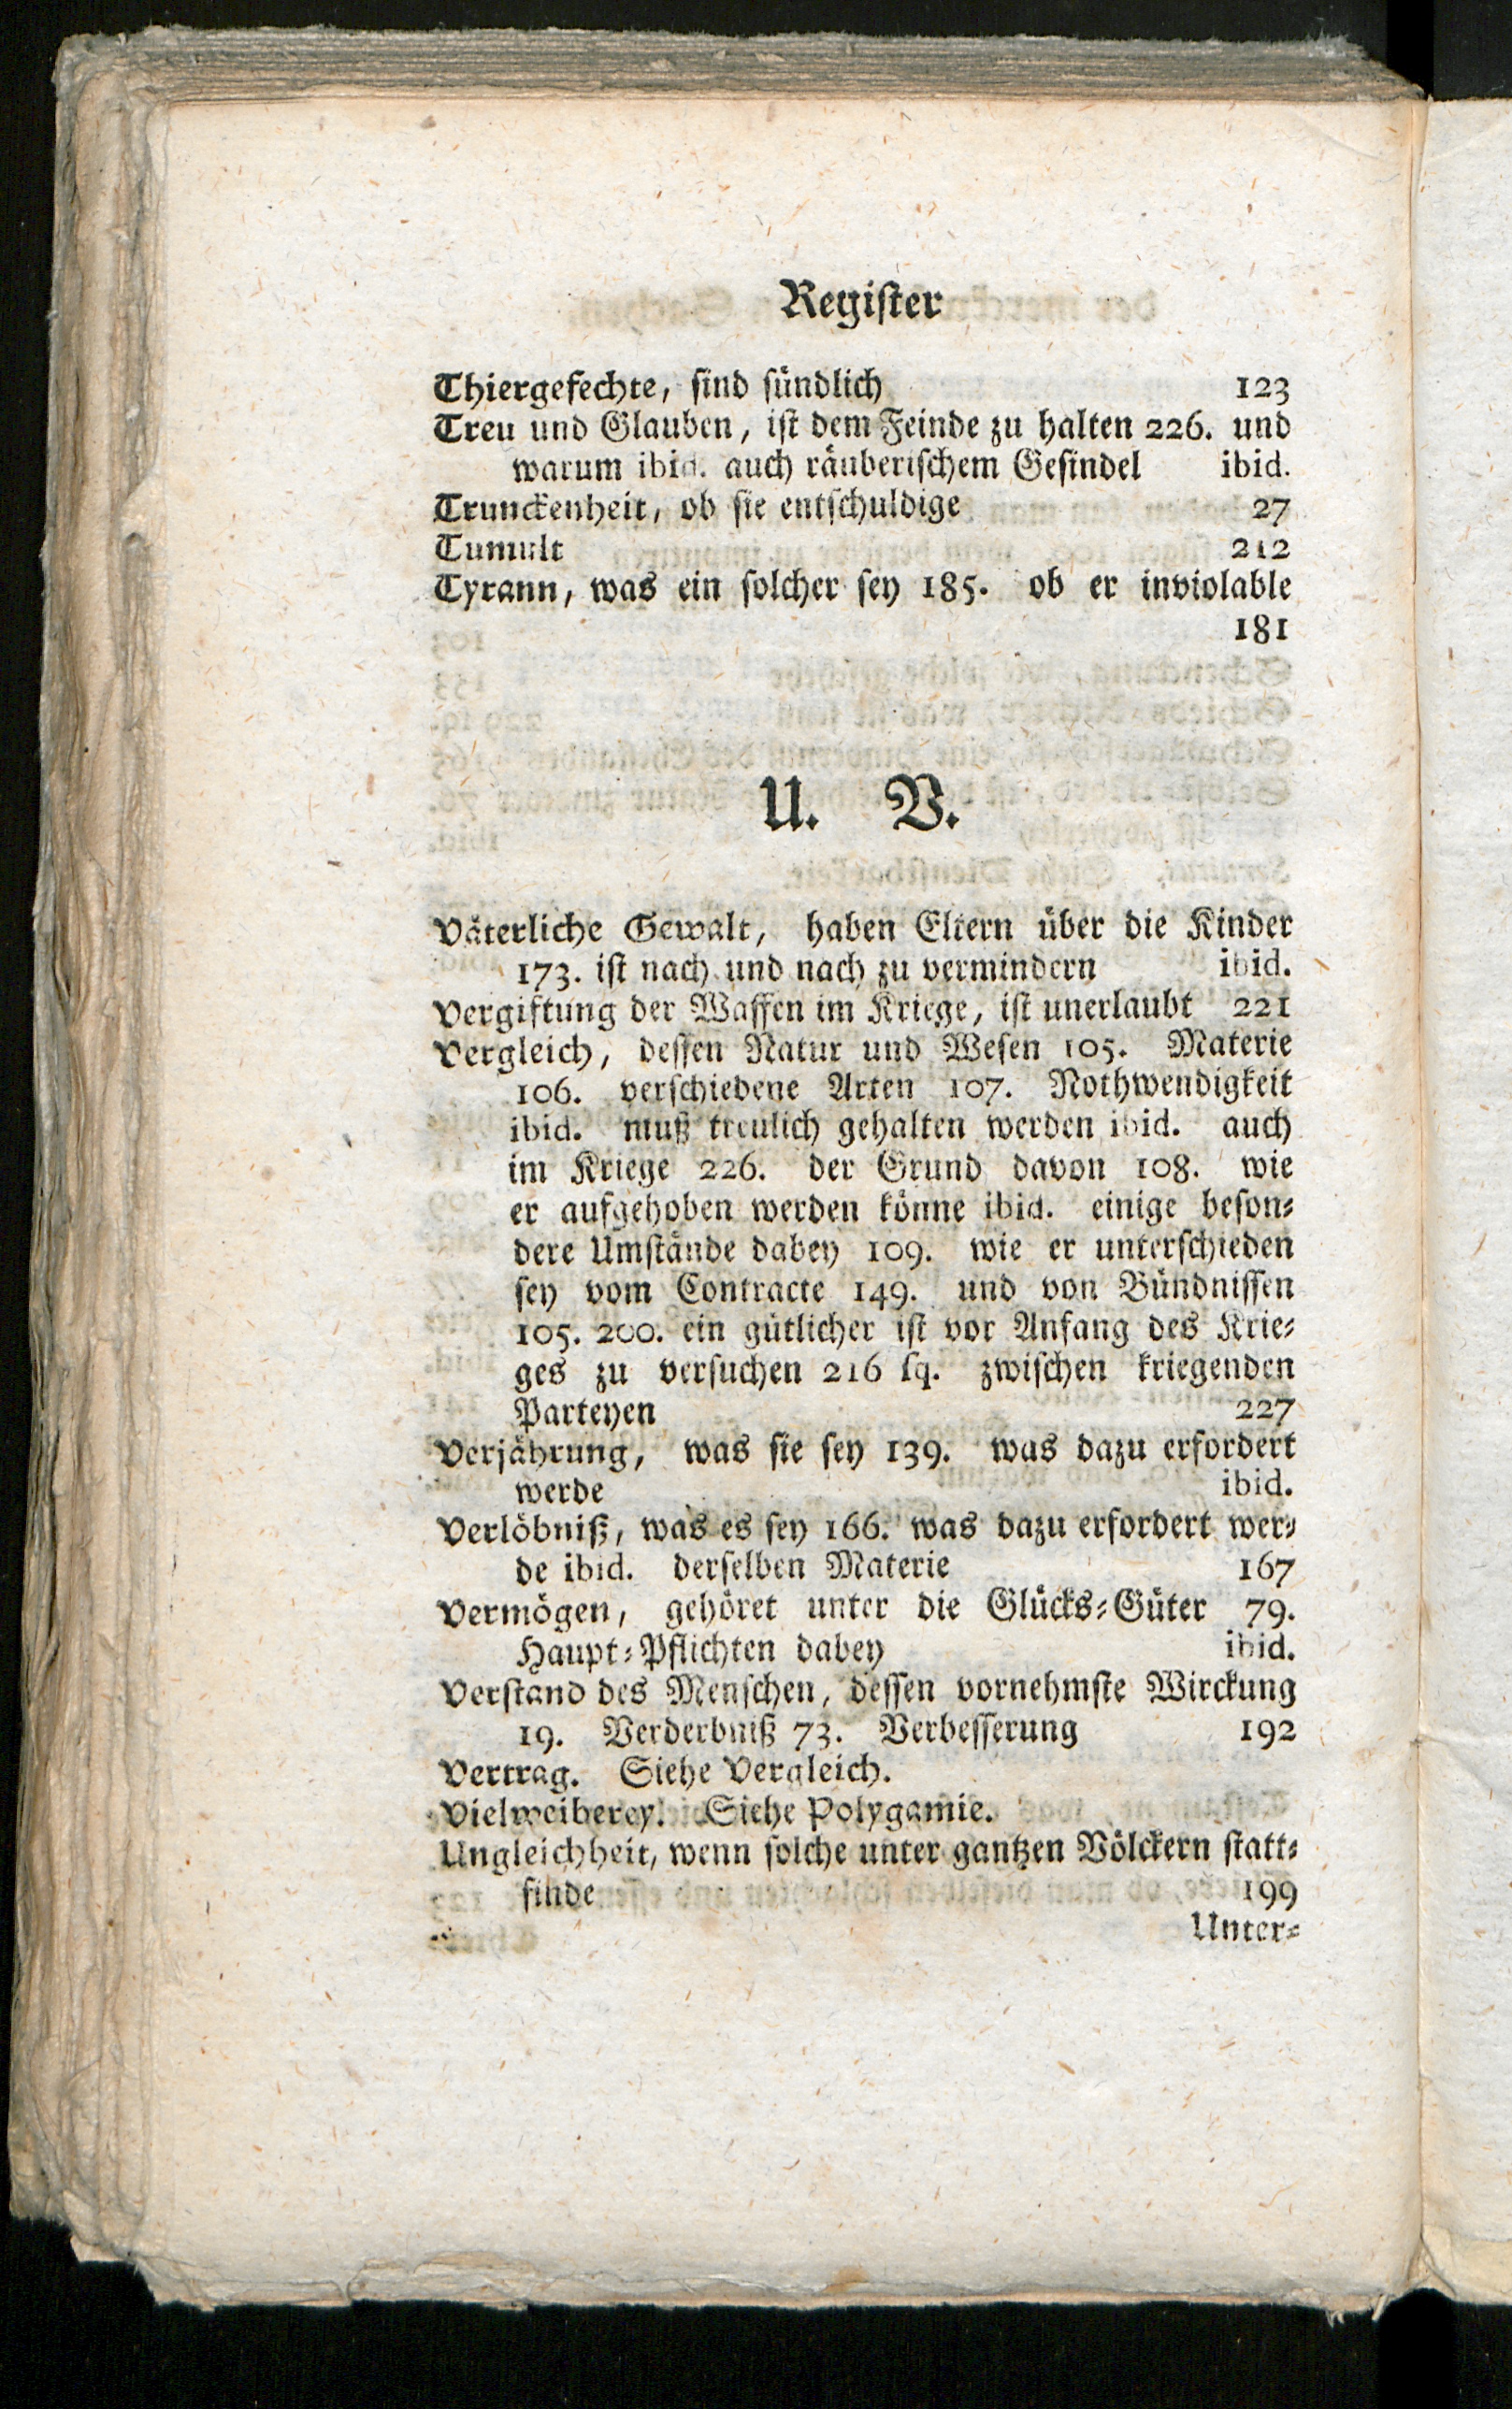 Register
Thiergefechte, sind sündlich 123
Treu und Glauben, ist dem Feinde zu halten 226. und
warum ibid. auch räuberischem Gesindel ibid.
Trunckenheit, ob sie entschuldige 27
Tumult 212
Tyrann, was ein solcher sey 185. ob er inviolable
181
U. V.
Väterliche Gewalt, haben Eltern über die Kinder
173. ist nach und nach zu vermindern ibid.
Vergiftung der Waffen im Kriege, ist unerlaubt 221
Vergleich, dessen Natur und Wesen 105. Materie
106. verschiedene Arten 107. Nothwendigkeit
ibid. muß treulich gehalten werden ibid. auch
im Kriege 226. der Grund davon 108. wie
er aufgehoben werden könne ibid. einige beson⸗
dere Umstände dabey 109. wie er unterschieden
sey vom Contracte 149. und von Bündnissen
105. 200. ein gütlicher ist vor Anfang des Krie⸗
ges zu versuchen 216 sq. zwischen kriegenden
Parteyen 227
Verjährung, was sie sey 139. was dazu erfordert
werde ibid.
Verlöbniß, was es sey 166. was dazu erfordert wer⸗
de ibid. derselben Materie 167
Vermögen, gehöret unter die Glücks⸗Güter 79.
Haupt⸗Pflichten dabey ibid.
Verstand des Menschen, dessen vornehmste Wirckung
19. Verderbniß 73. Verbesserung 192
Vertrag. Siehe Vergleich.
Vielweiberey. Siehe Polygamie.
Ungleichheit, wenn solche unter gantzen Völckern statt⸗
finde 199
Unter⸗